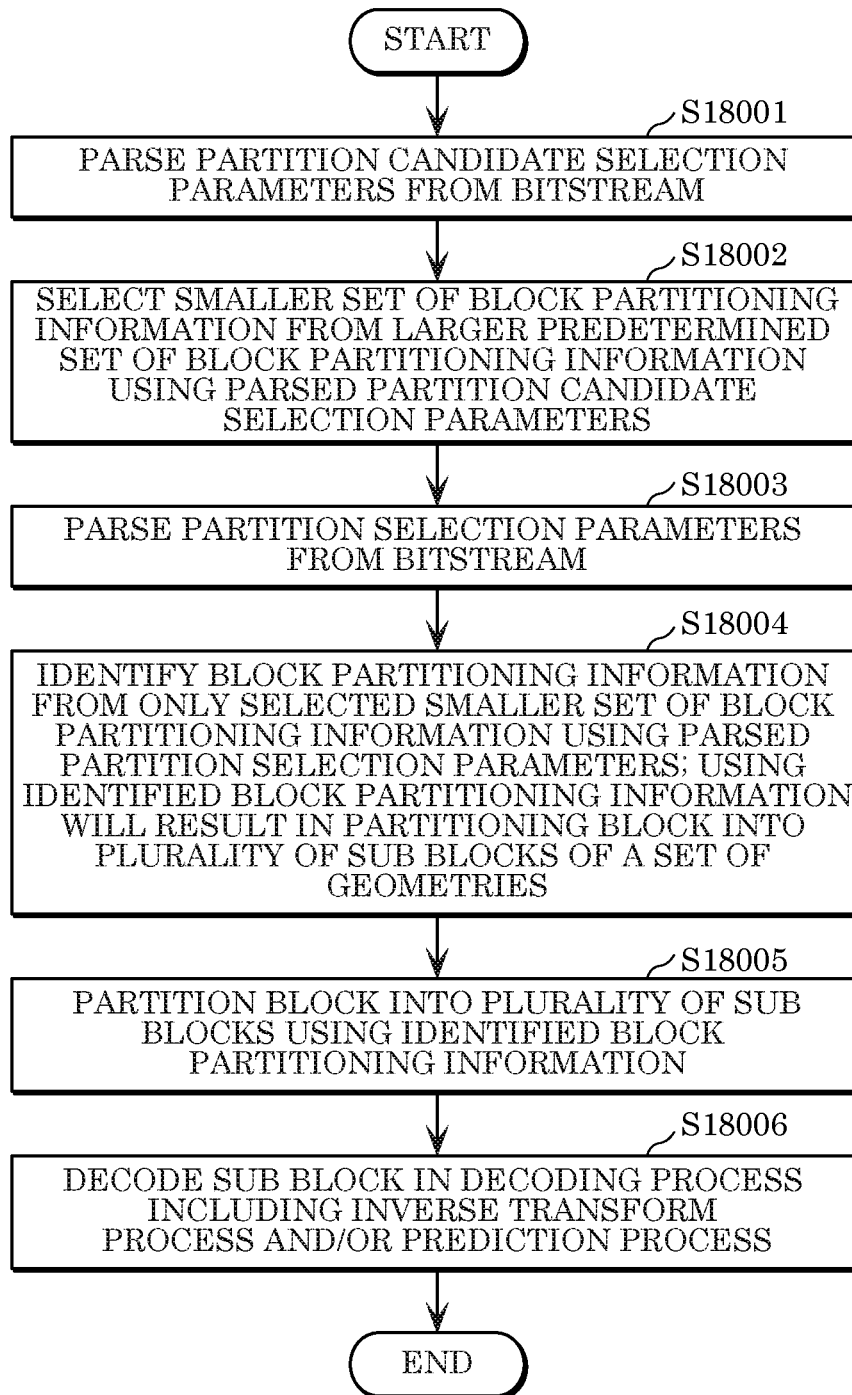 START
S18001
PARSE PARTITION CANDIDATE SELECTION
PARAMETERS FROM BITSTREAM
S18002
SELECT SMALLER SET OF BLOCK PARTITIONING
INFORMATION FROM LARGER PREDETERMINED
SET OF BLOCK PARTITIONING INFORMATION
USING PARSED PARTITION CANDIDATE
SELECTION PARAMETERS
S18003
PARSE PARTITION SELECTION PARAMETERS
FROM BITSTREAM
S18004
IDENTIFY BLOCK PARTITIONING INFORMATION
FROM ONLY SELECTED SMALLER SET OF BLOCK
PARTITIONING INFORMATION USING PARSED
PARTITION SELECTION PARAMETERS; USING
IDENTIFIED BLOCK PARTITIONING INFORMATION
WILL RESULT IN PARTITIONING BLOCK INTO
PLURALITY OF SUB BLOCKS OF A SET OF
GEOMETRIES
S18005
PARTITION BLOCK INTO PLURALITY OF SUB
BLOCKS USING IDENTIFIED BLOCK
PARTITIONING INFORMATION
S18006
DECODE SUB BLOCK IN DECODING PROCESS
INCLUDING INVERSE TRANSFORM
PROCESS AND/OR PREDICTION PROCESS
END